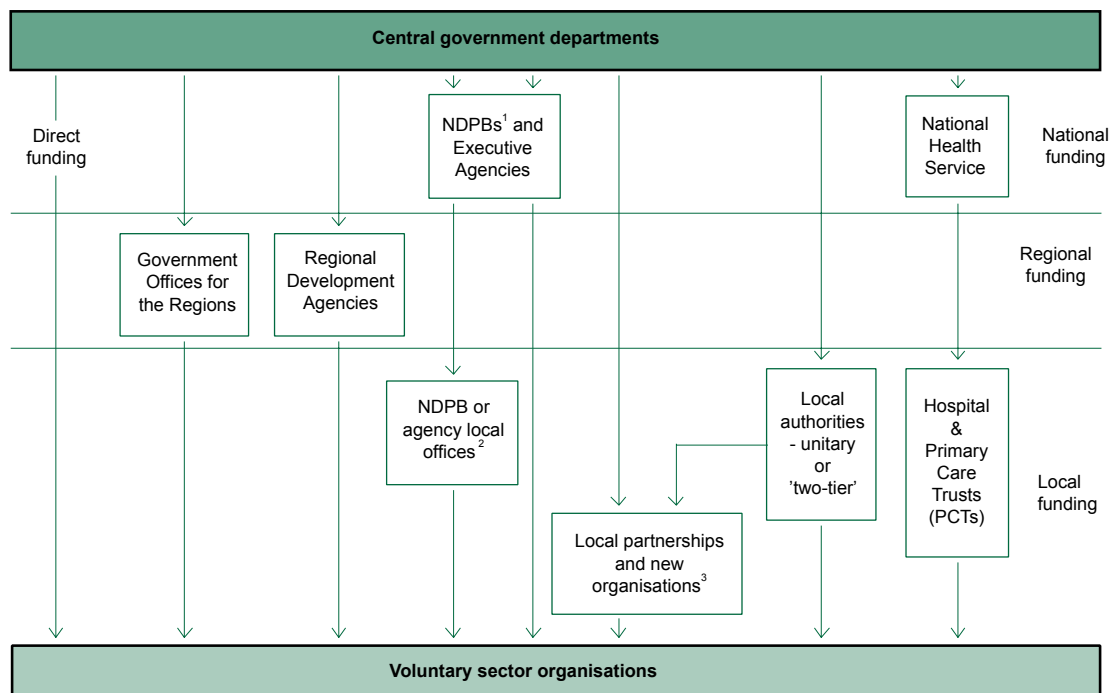 Central government departments
Direct
funding
NDPBs¹ and
Executive
Agencies
National
Health
Service
National
funding
Government
Offices for
the Regions
Regional
Development
Agencies
Regional
funding
NDPB or
agency local
offices²
Local
authorities
- unitary
or
’two-tier’
Hospital
&
Primary
Care
Trusts
(PCTs)
Local
funding
Local partnerships
and new
organisations³
Voluntary sector organisations